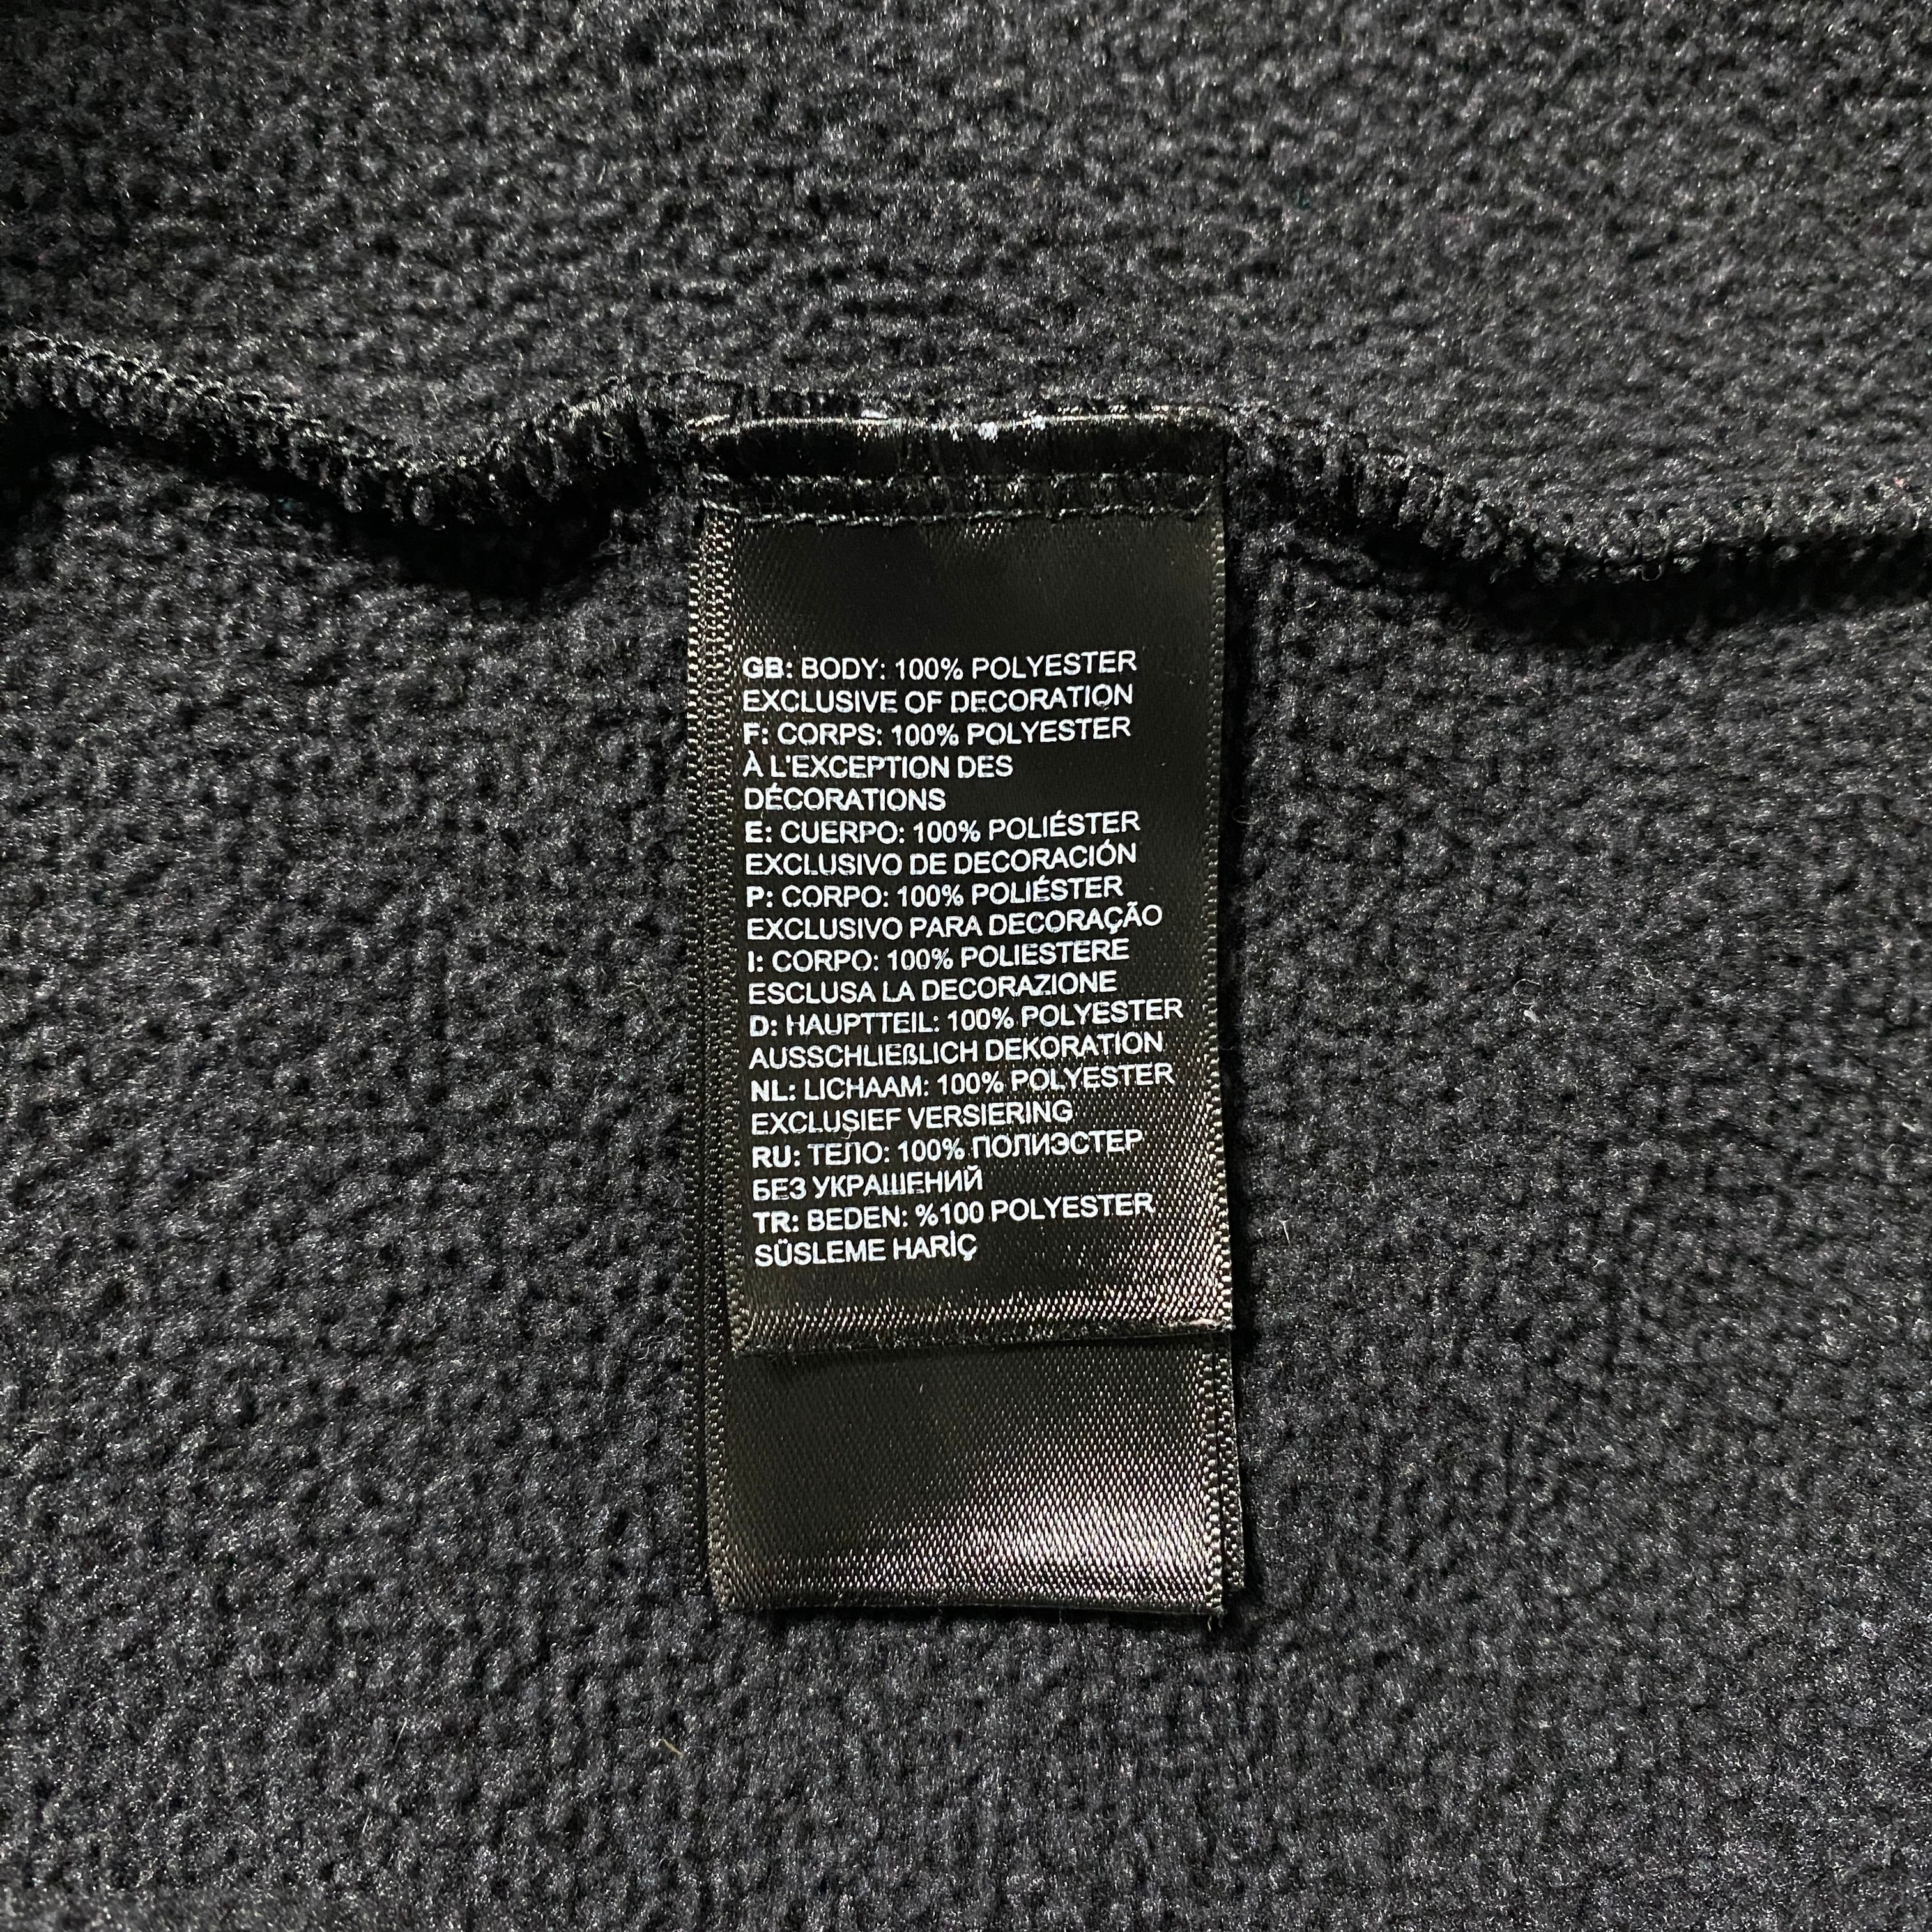 GB: BODY: 100% POLYESTER
EXCLUSIVE OF DECORATION
F: CORPS: 100% POLYESTER
À L'EXCEPTION DES
DÉCORATIONS
E: CUERPO: 100% POLIÉSTER
EXCLUSIVO DE DECORACIÓN
P: CORPO: 100% POLIÉSTER
EXCLUSIVO PARA DECORAÇÃO
I: CORPO: 100% POLIESTERE
ESCLUSA LA DECORAZIONE
D: HAUPTTEIL: 100% POLYESTER
AUSSCHLIEßLICH DEKORATION
NL: LICHAAM: 100% POLYESTER
EXCLUSIEF VERSIERING
RU: ТЕЛО: 100% ПОЛИЭСТЕР
БЕЗ УКРАШЕНИЙ
TR: BEDEN: %100 POLYESTER
SÜSLEME HARİÇ